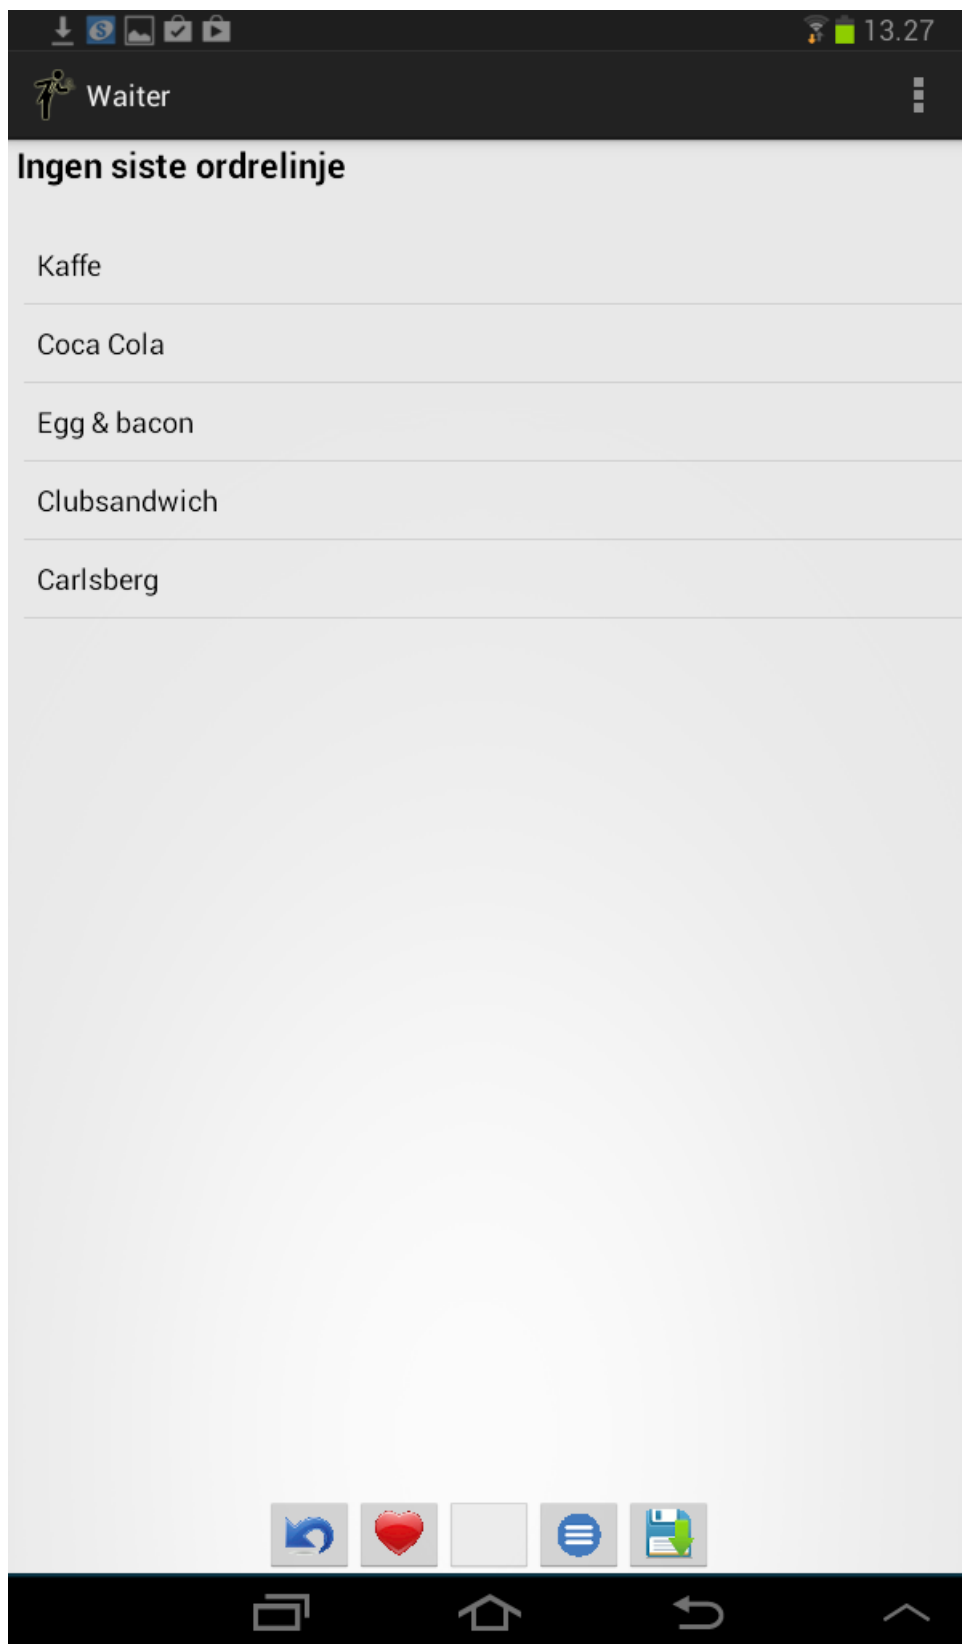 13.27
Waiter
Ingen siste ordrelinje
Kaffe
Coca Cola
Egg & bacon
Clubsandwich
Carlsberg